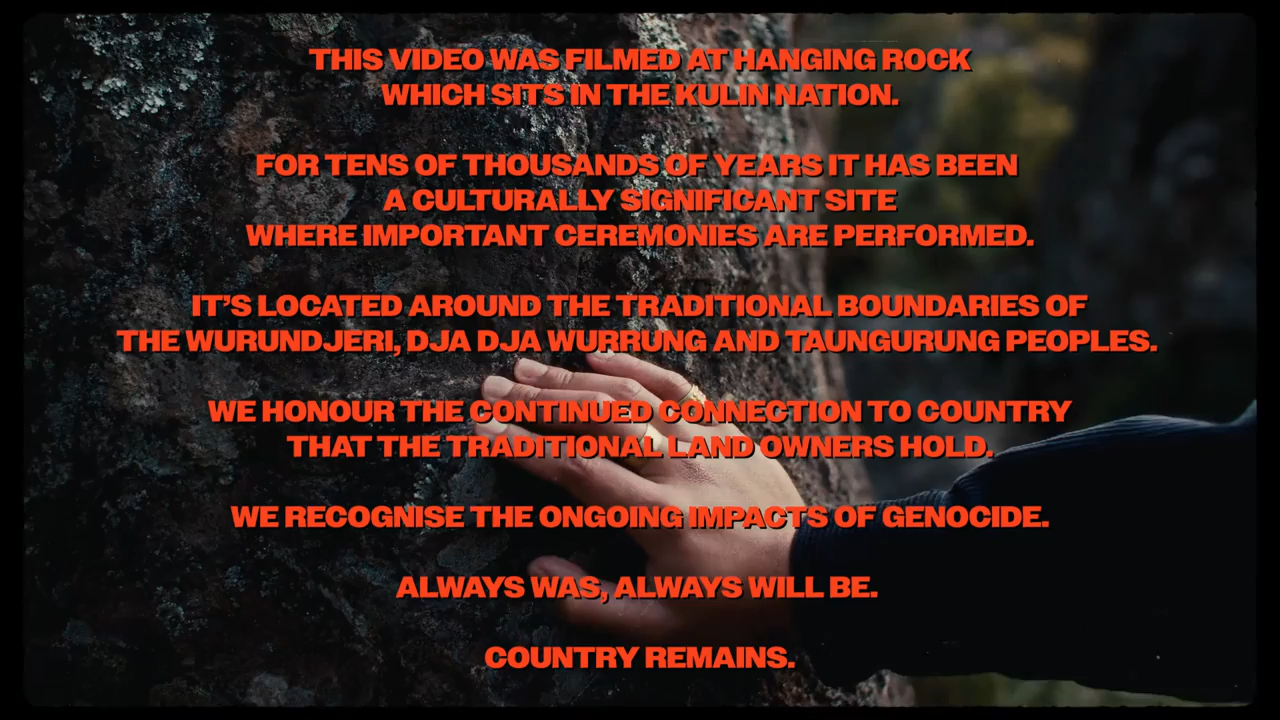 THIS VIDEO WAS FILMED AT HANGING ROCK
WHICH SITS IN THE KULIN NATION.
FOR TENS OF THOUSANDS OF YEARS IT HAS BEEN
A CULTURALLY SIGNIFICANT SITE
WHERE IMPORTANT CEREMONIES ARE PERFORMED.
IT’S LOCATED AROUND THE TRADITIONAL BOUNDARIES OF
THE WURUNDJERI, DJA DJA WURRUNG AND TAUNGURUNG PEOPLES.
WE HONOUR THE CONTINUED CONNECTION TO COUNTRY
THAT THE TRADITIONAL LAND OWNERS HOLD.
WE RECOGNISE THE ONGOING IMPACTS OF GENOCIDE.
ALWAYS WAS, ALWAYS WILL BE.
COUNTRY REMAINS.